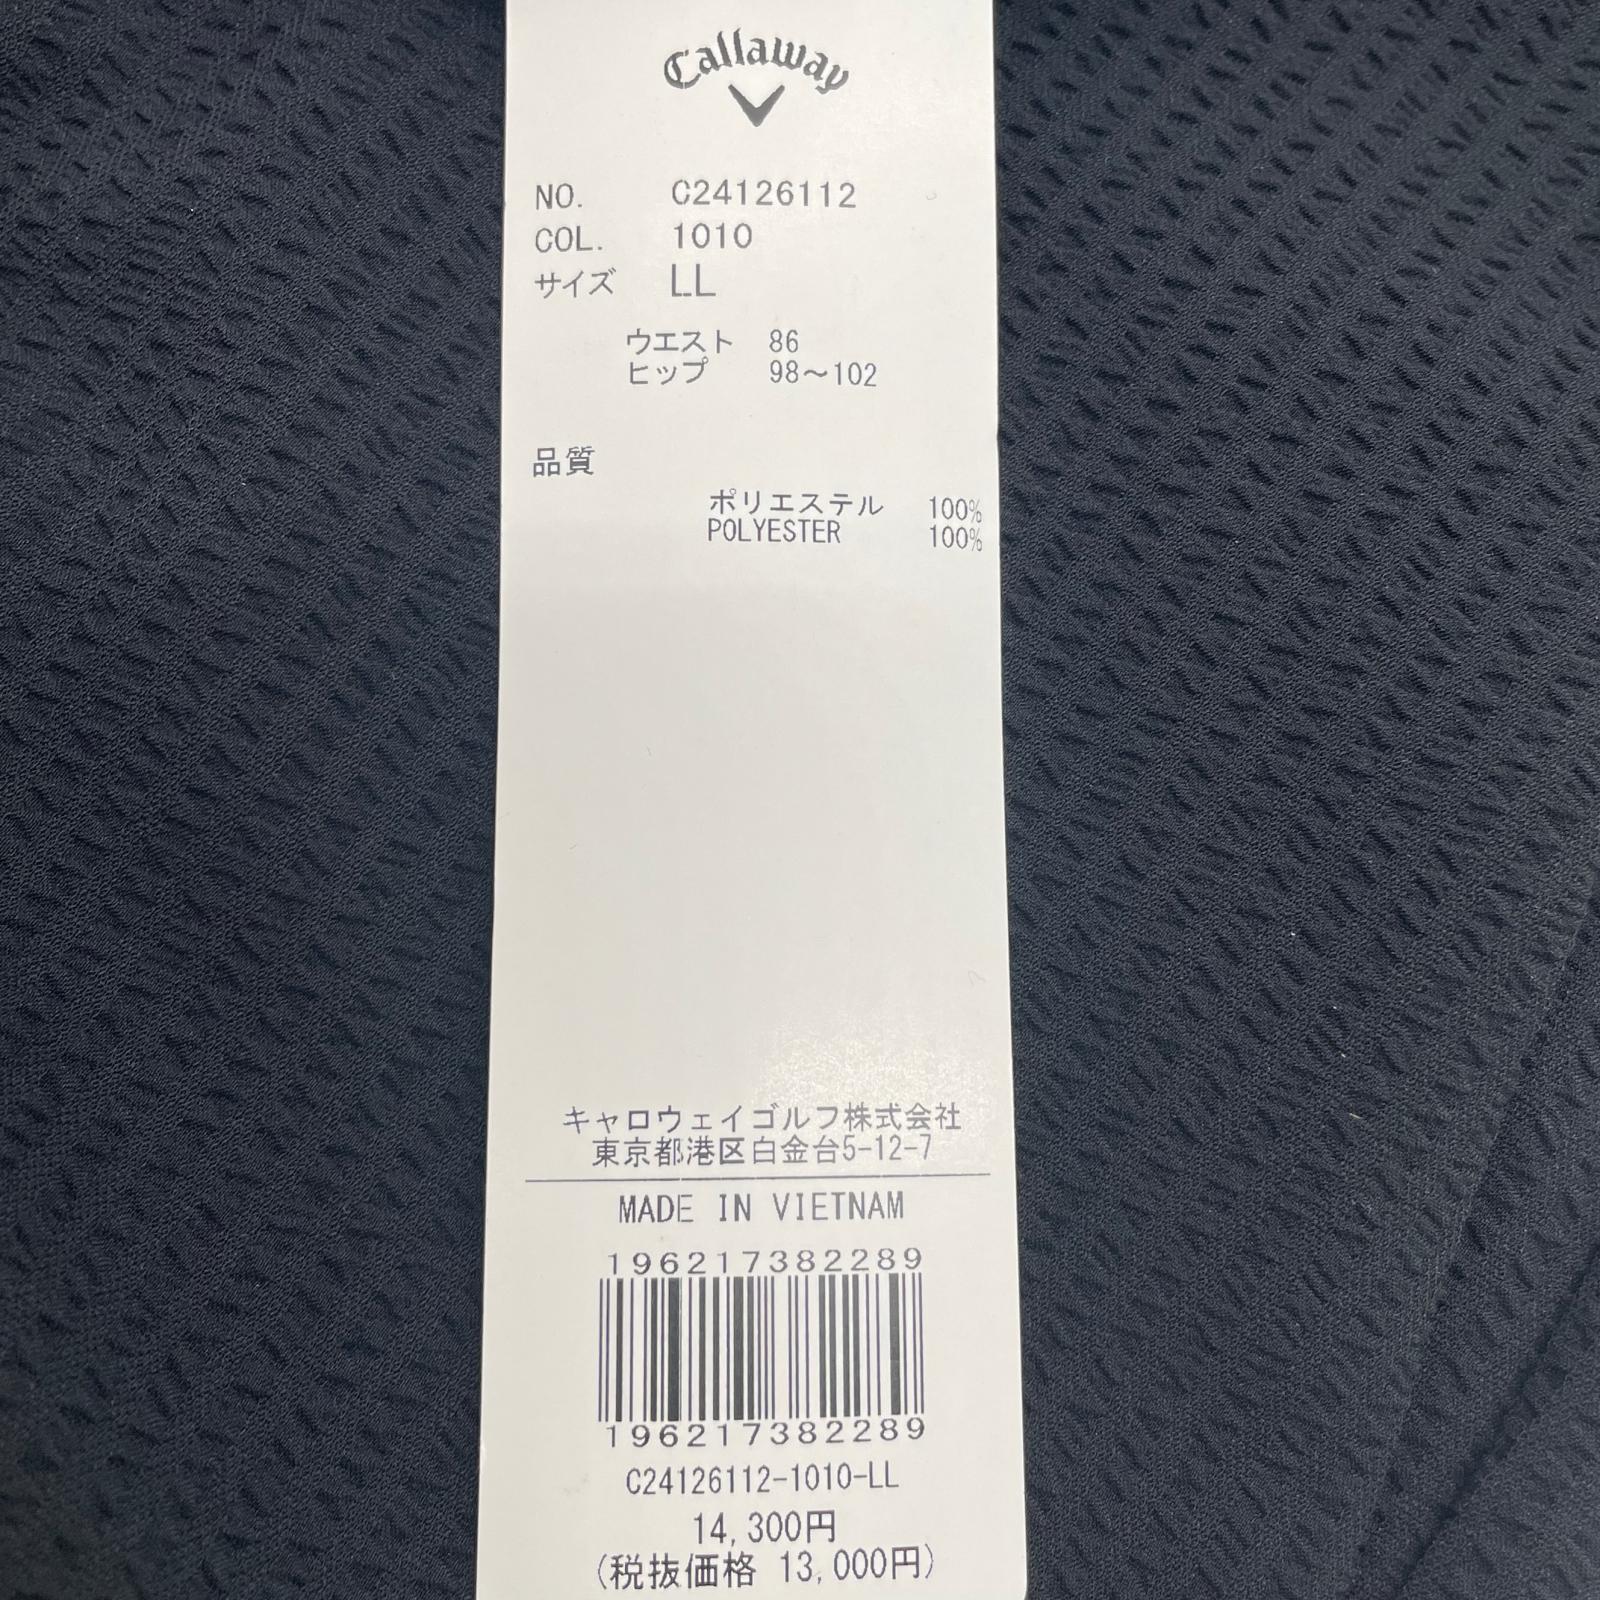 Callaway
NO. C24126112
COL. 1010
サイズ LL
ウエスト 86
ヒップ 98～102
品質
ポリエステル 100%
POLYESTER 100%
キャロウェイゴルフ株式会社
東京都港区白金台5-12-7
MADE IN VIETNAM
196217382289
196217382289
C24126112-1010-LL
14,300円
(税抜価格 13,000円)